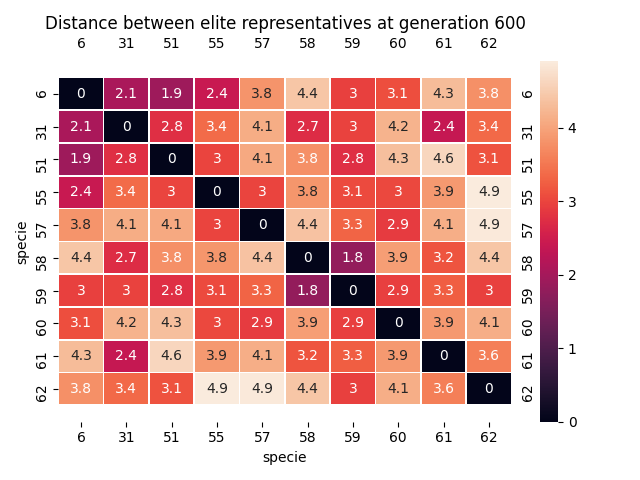 Distance between elite representatives at generation 600
6 31 51 55 57 58 59 60 61 62
6 0 2.1 1.9 2.4 3.8 4.4 3 3.1 4.3 3.8 6
31 2.1 0 2.8 3.4 4.1 2.7 3 4.2 2.4 3.4 31
51 1.9 2.8 0 3 4.1 3.8 2.8 4.3 4.6 3.1 51
55 2.4 3.4 3 0 3 3.8 3.1 3 3.9 4.9 55
57 3.8 4.1 4.1 3 0 4.4 3.3 2.9 4.1 4.9 57
58 4.4 2.7 3.8 3.8 4.4 0 1.8 3.9 3.2 4.4 58
59 3 3 2.8 3.1 3.3 1.8 0 2.9 3.3 3 59
60 3.1 4.2 4.3 3 2.9 3.9 2.9 0 3.9 4.1 60
61 4.3 2.4 4.6 3.9 4.1 3.2 3.3 3.9 0 3.6 61
62 3.8 3.4 3.1 4.9 4.9 4.4 3 4.1 3.6 0 62
6 31 51 55 57 58 59 60 61 62
specie
specie
4
3
2
1
0